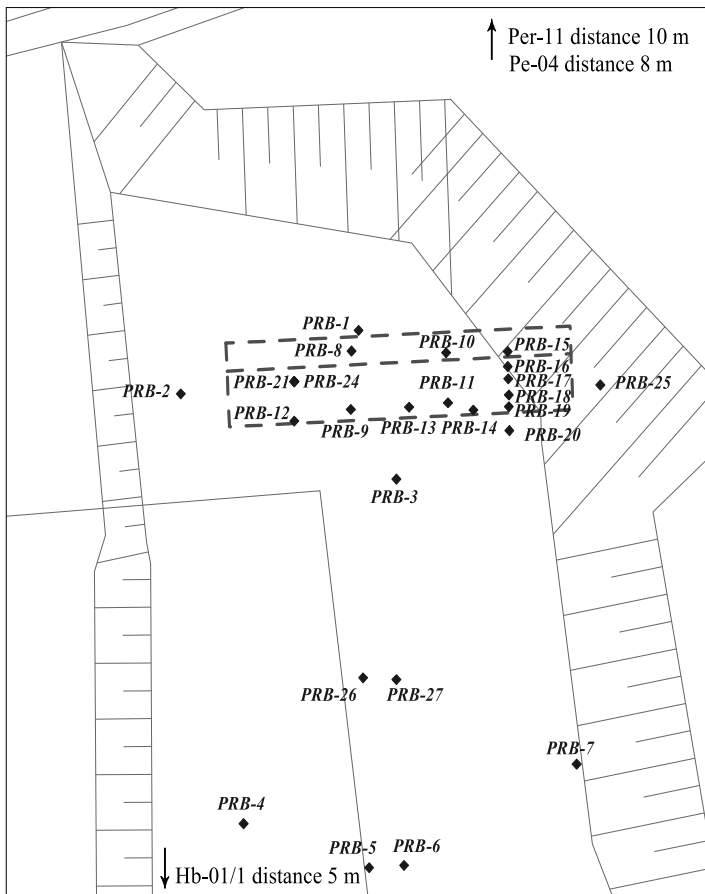 Per-11 distance 10 m
Pe-04 distance 8 m
PRB-1
PRB-8
PRB-10
PRB-15
PRB-16
PRB-2
PRB-21
PRB-24
PRB-17
PRB-25
PRB-11
PRB-18
PRB-12
PRB-9
PRB-13
PRB-14
PRB-19
PRB-20
PRB-3
PRB-26
PRB-27
PRB-7
PRB-4
PRB-5
PRB-6
Hb-01/1 distance 5 m